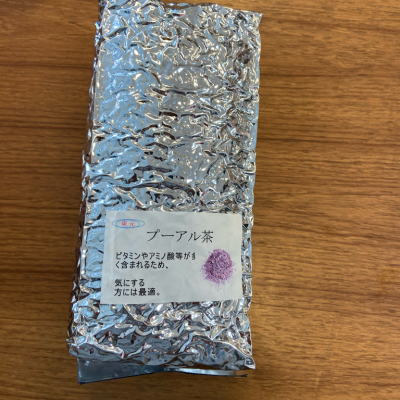 プーアル茶
ビタミンやアミノ酸等が多
く含まれるため、
気にする
方には最適。